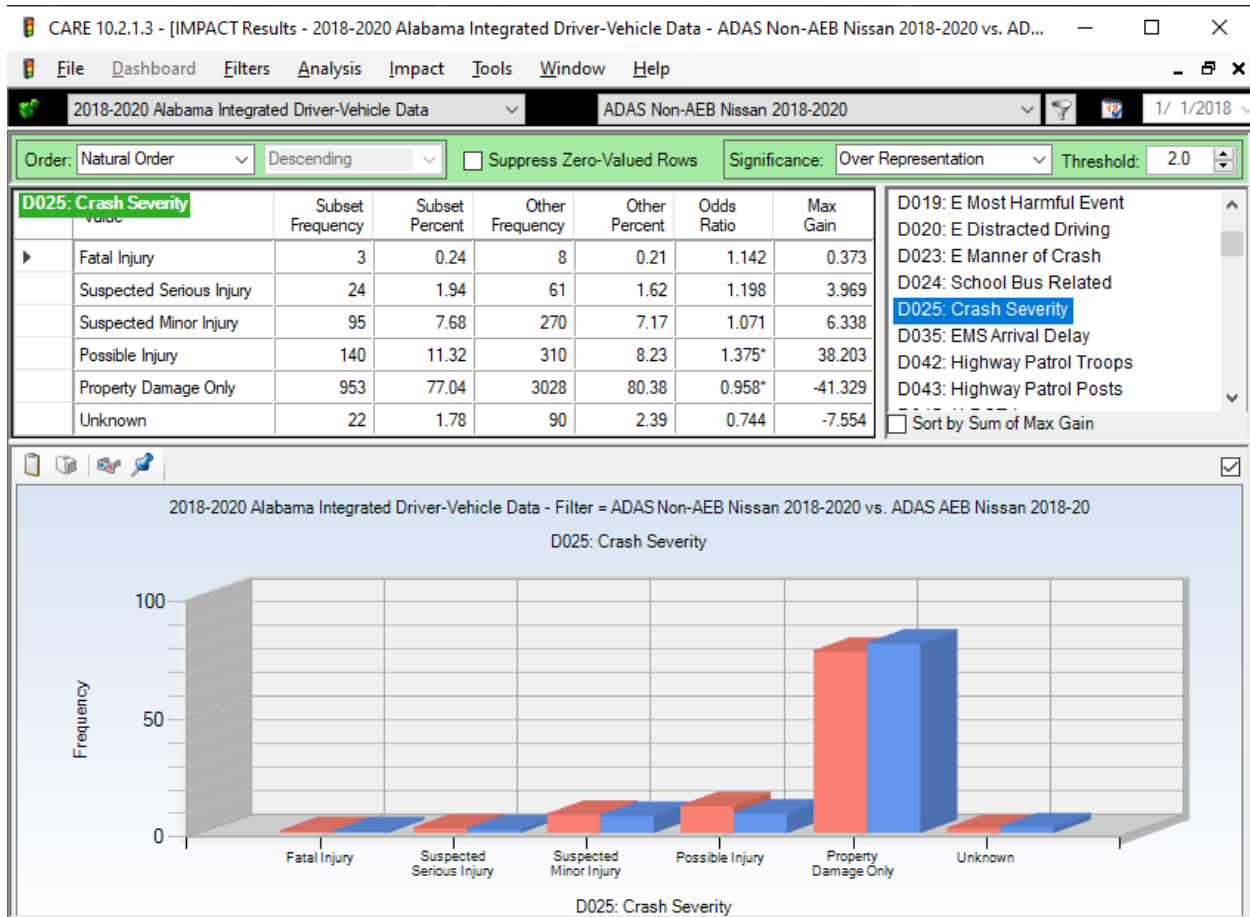 CARE 10.2.1.3 - [IMPACT Results - 2018-2020 Alabama Integrated Driver-Vehicle Data - ADAS Non-AEB Nissan 2018-2020 vs. AD...
File Dashboard Filters Analysis Impact Tools Window Help
2018-2020 Alabama Integrated Driver-Vehicle Data ADAS Non-AEB Nissan 2018-2020 1/ 1/2018
Order: Natural Order Descending Suppress Zero-Valued Rows Significance: Over Representation Threshold: 2.0
D025: Crash Severity
Subset Frequency Subset Percent Other Frequency Other Percent Odds Ratio Max Gain
Fatal Injury 3 0.24 8 0.21 1.142 0.373
Suspected Serious Injury 24 1.94 61 1.62 1.198 3.969
Suspected Minor Injury 95 7.68 270 7.17 1.071 6.338
Possible Injury 140 11.32 310 8.23 1.375* 38.203
Property Damage Only 953 77.04 3028 80.38 0.958* -41.329
Unknown 22 1.78 90 2.39 0.744 -7.554
D019: E Most Harmful Event
D020: E Distracted Driving
D023: E Manner of Crash
D024: School Bus Related
D025: Crash Severity
D035: EMS Arrival Delay
D042: Highway Patrol Troops
D043: Highway Patrol Posts
Sort by Sum of Max Gain
2018-2020 Alabama Integrated Driver-Vehicle Data - Filter = ADAS Non-AEB Nissan 2018-2020 vs. ADAS AEB Nissan 2018-20
D025: Crash Severity
Frequency
100
50
0
Fatal Injury
Suspected
Serious Injury
Suspected
Minor Injury
Possible Injury
Property
Damage Only
Unknown
D025: Crash Severity